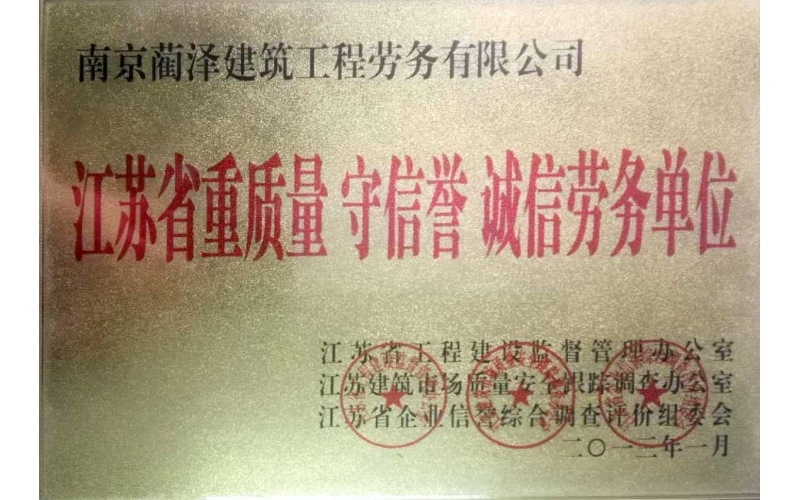 南京蔺泽建筑工程劳务有限公司
江苏省重质量 守信誉 诚信劳务单位
江苏省工程建设监督管理办公室
江苏建筑市场质量安全跟踪调查办公室
江苏省企业信誉综合调查评价组委会
二〇一二年一月